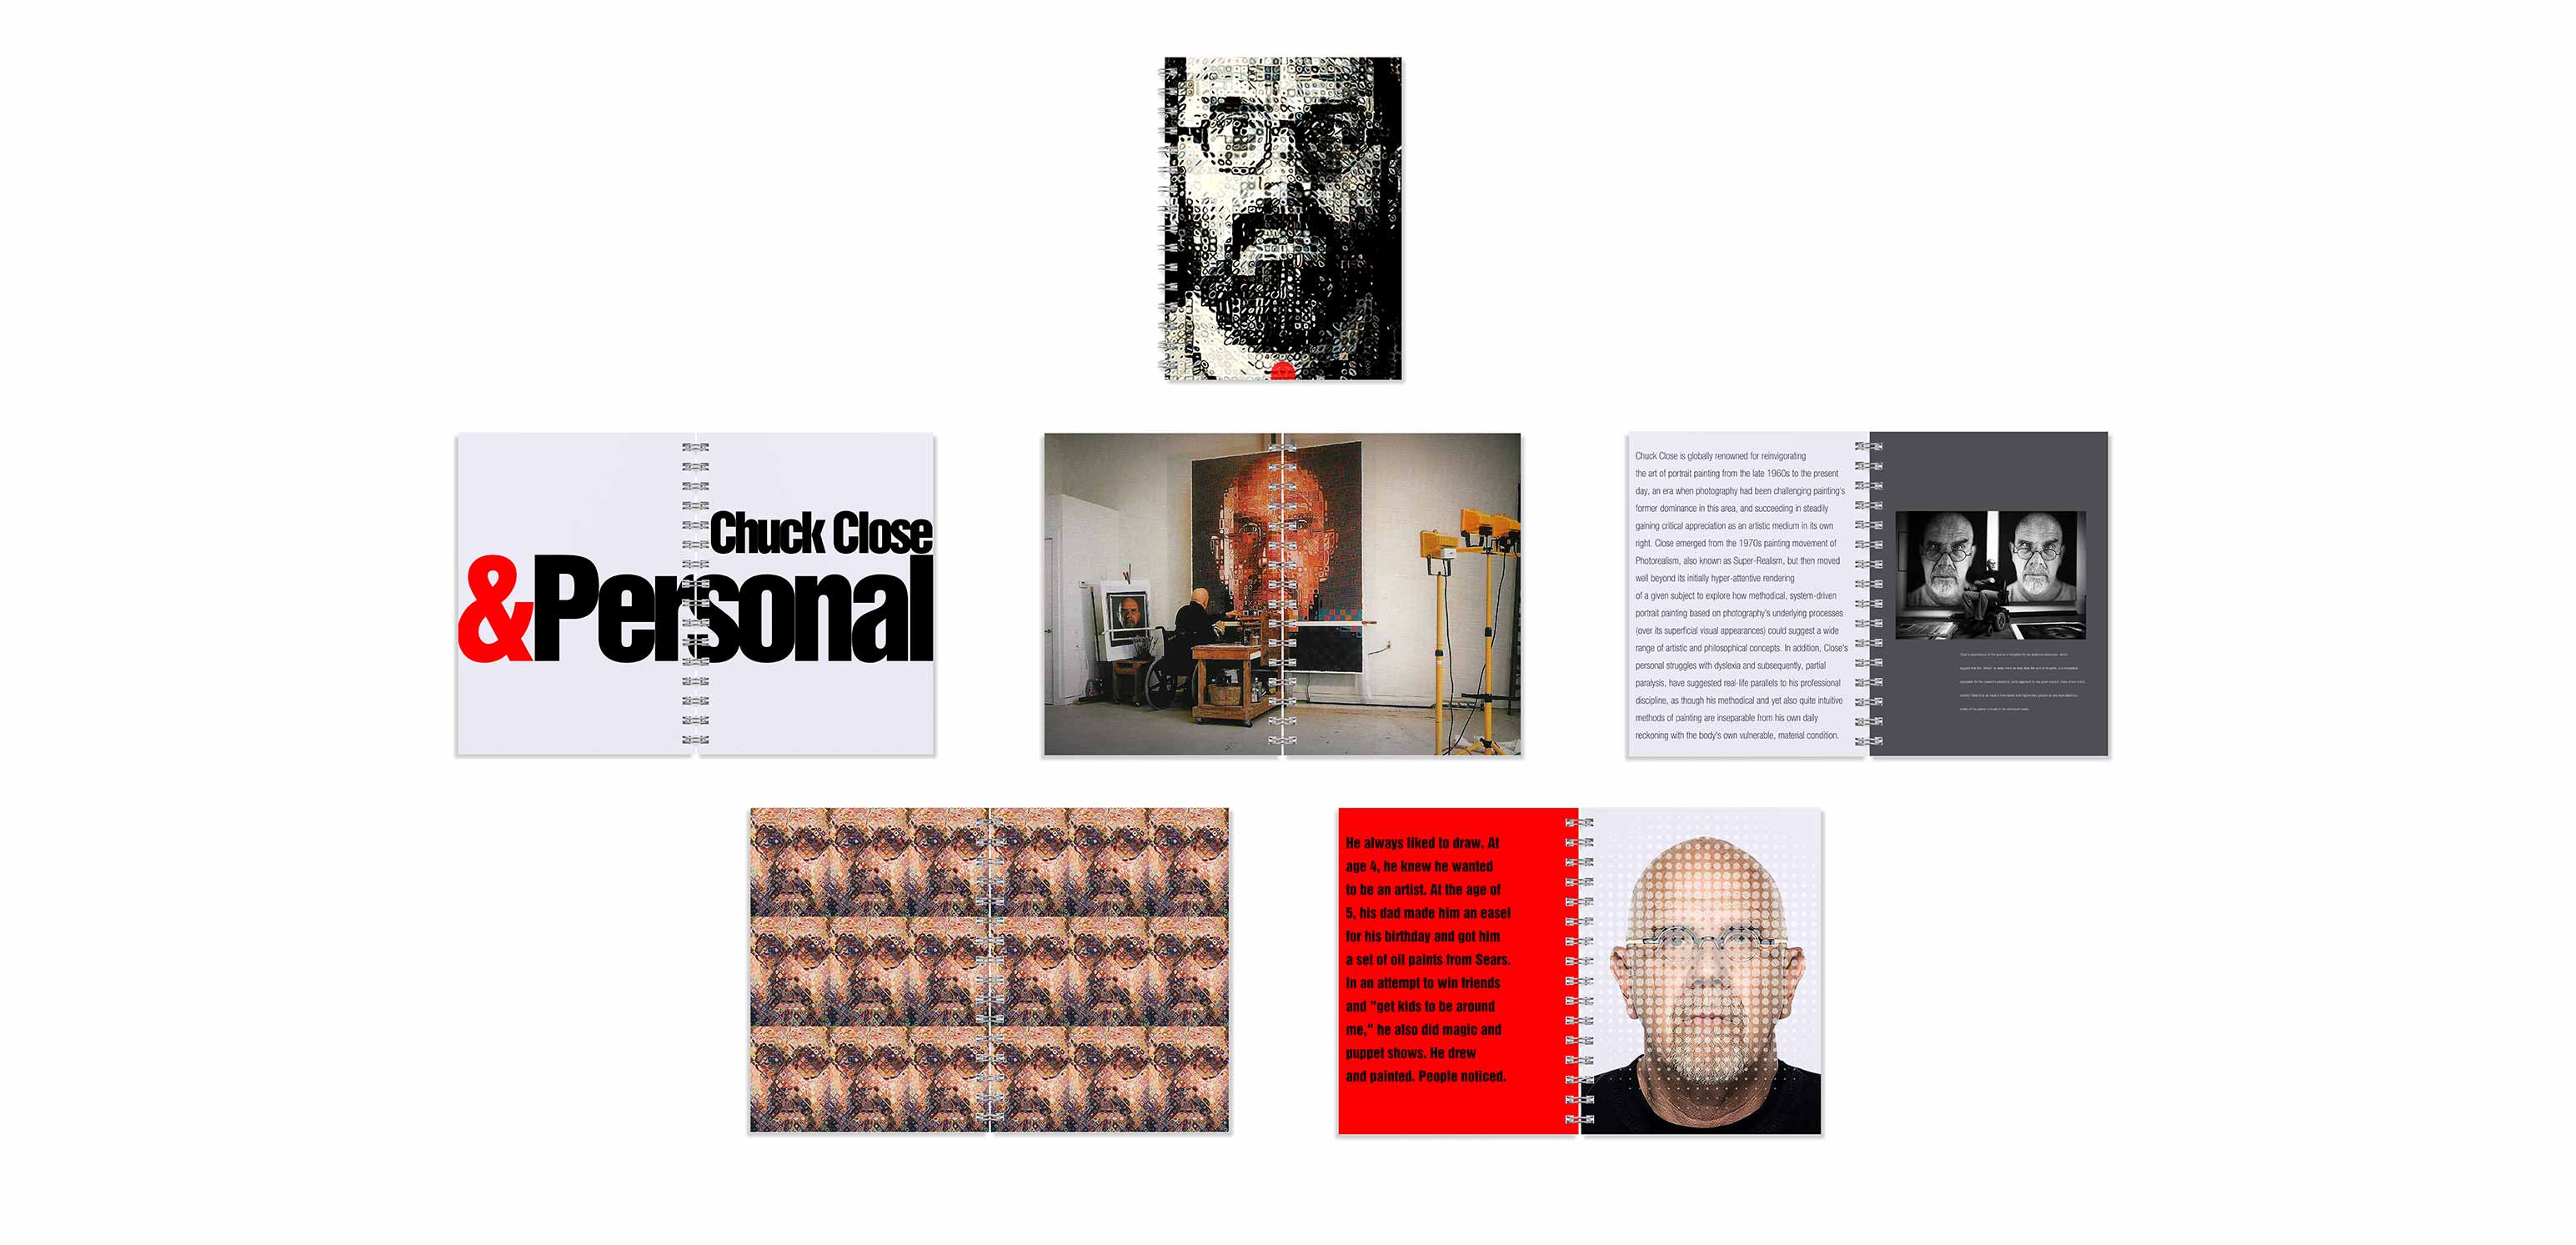 Chuck Close
&Personal
Chuck Close is globally renowned for reinvigorating
the art of portrait painting from the late 1960s to the present
day, an era when photography had been challenging painting's
former dominance in this area, and succeeding in steadily
gaining critical appreciation as an artistic medium in its own
right. Close emerged from the 1970s painting movement of
Photorealism, also known as Super-Realism, but then moved
well beyond its initially hyper-attentive rendering
of a given subject to explore how methodical, system-driven
portrait painting based on photography's underlying processes
(over its superficial visual appearances) could suggest a wide
range of artistic and philosophical concepts. In addition, Close's
personal struggles with dyslexia and subsequently, partial
paralysis, have suggested real-life parallels to his professional
discipline, as though his methodical and yet also quite intuitive
methods of painting are inseparable from his own daily
reckoning with the body's own vulnerable, material condition.
He always liked to draw. At
age 4, he knew he wanted
to be an artist. At the age of
5, his dad made him an easel
for his birthday and got him
a set of oil paints from Sears.
In an attempt to win friends
and "get kids to be around
me," he also did magic and
puppet shows. He drew
and painted. People noticed.